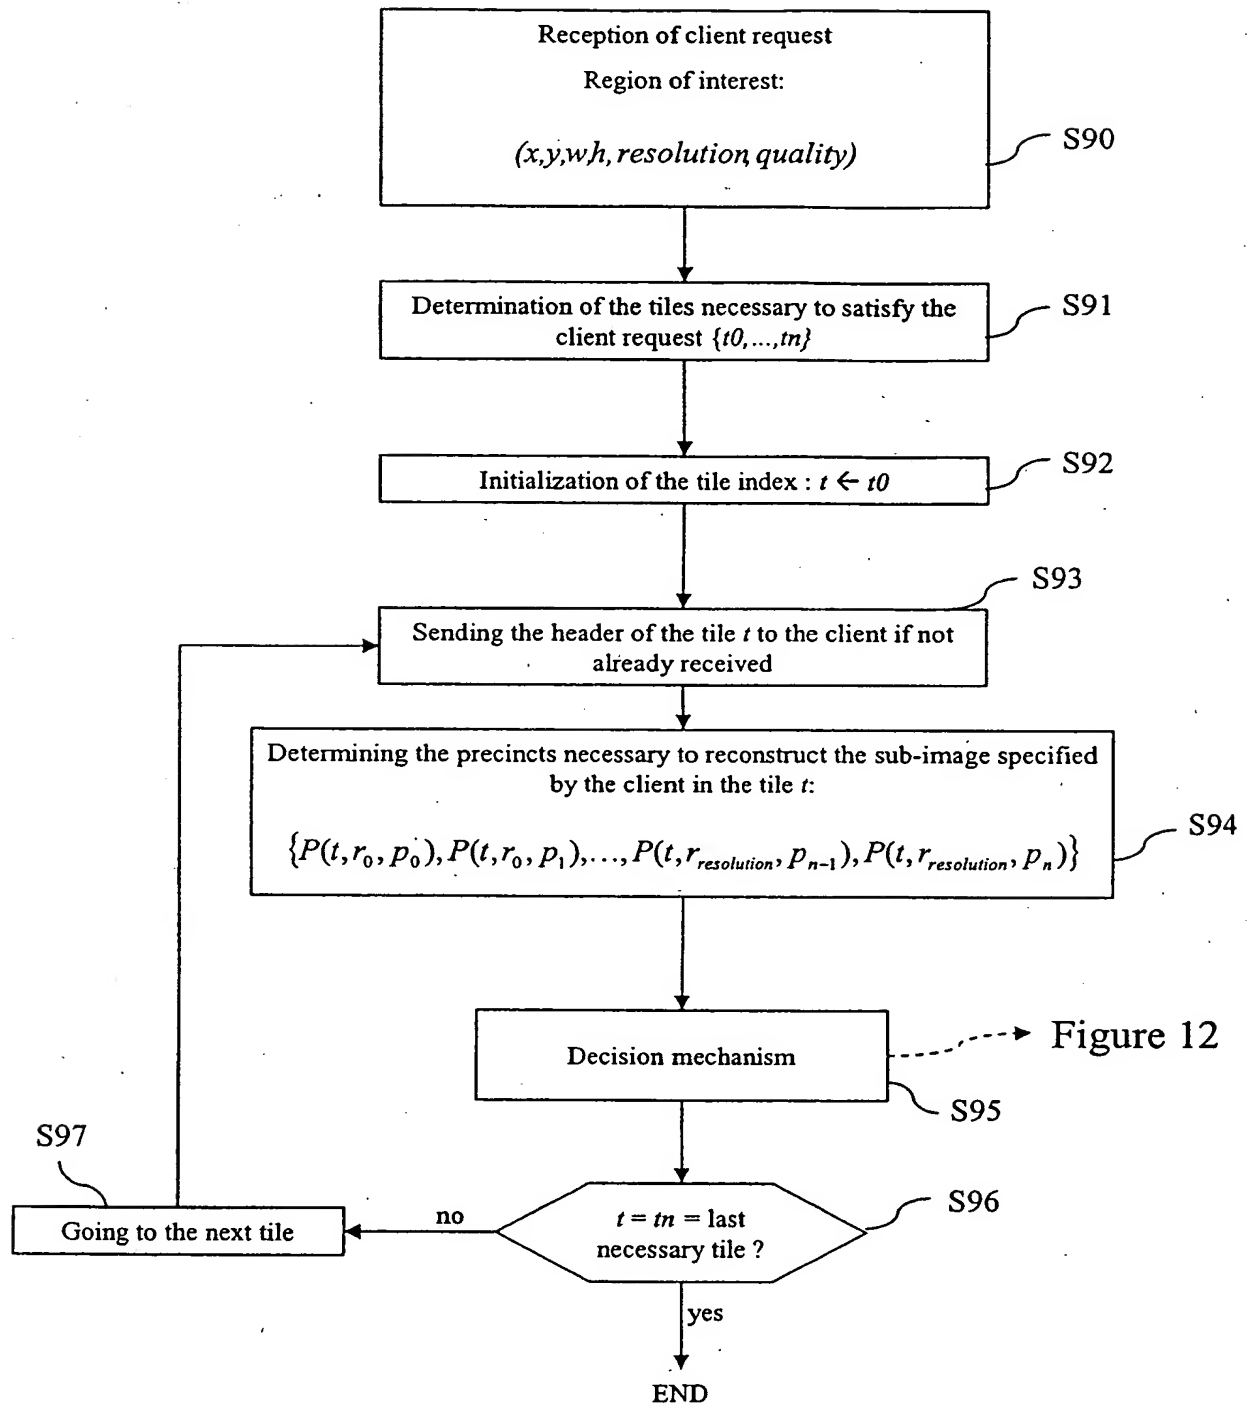 Reception of client request
Region of interest:
(x,y,w,h, resolution, quality)
S90
Determination of the tiles necessary to satisfy the
client request {t0,...,tn}
S91
Initialization of the tile index : t ← t0
S92
S93
Sending the header of the tile t to the client if not
already received
Determining the precincts necessary to reconstruct the sub-image specified
by the client in the tile t:
{P(t,r₀,p₀),P(t,r₀,p₁),...,P(t,r_resolution,p_n-1),P(t,r_resolution,p_n)}
S94
Decision mechanism
Figure 12
S95
S97
Going to the next tile
no
t = tn = last
necessary tile ?
S96
yes
END